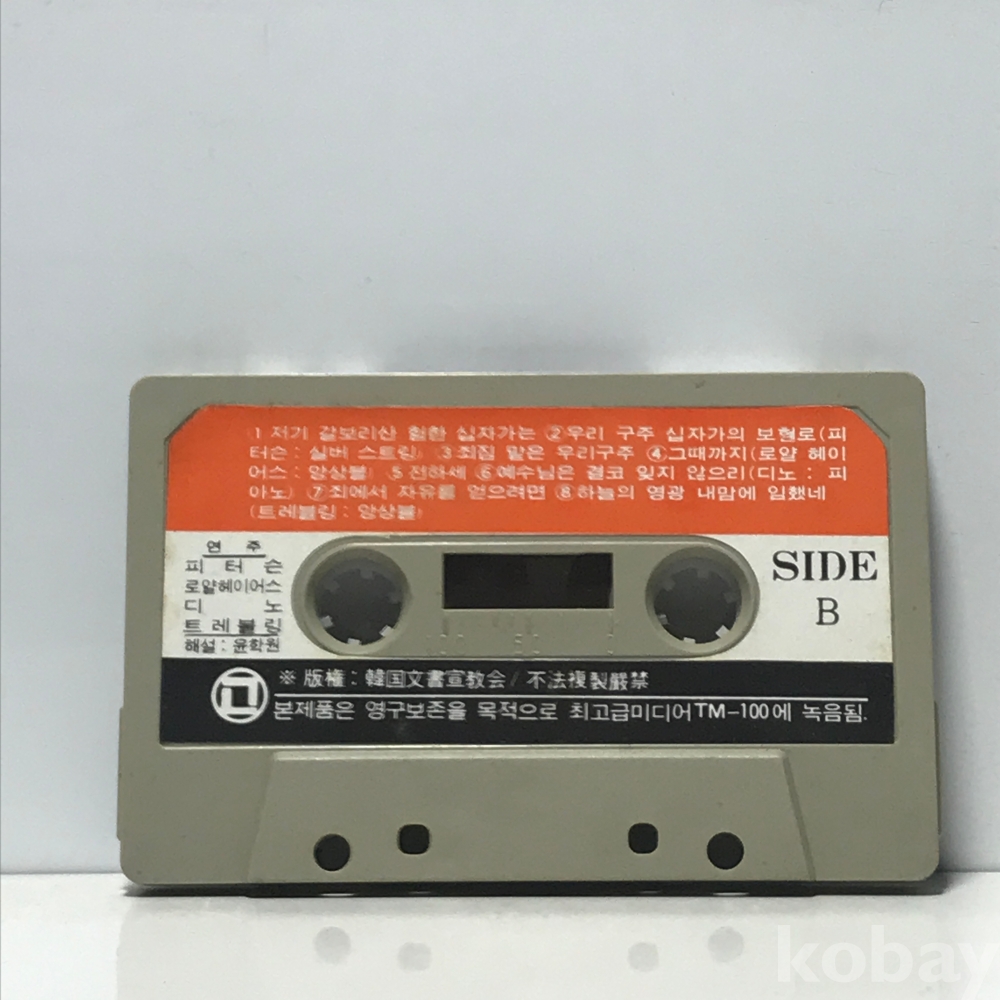 1 저기 갈보리산 험한 십자가는 ②우리 구주 십자가의 보혈로(피
터슨 : 실버 스트링) ③죄짐 맡은 우리구주 ④그때까지(로얄 헤이
어스 : 앙상블) ⑤전하세 ⑥예수님은 결코 잊지 않으리(디노 : 피
아노) ⑦죄에서 자유를 얻으려면 ⑧하늘의 영광 내맘에 임했네
(트레블링 : 앙상블)
연 주
피 터 슨
로얄헤이어스
디 노
트 레 블 링
해설 : 유학원
SIDE
B
※ 版権 : 韓国文書宣教会 / 不法複製嚴禁
본제품은 영구보존을 목적으로 최고급미디어TM-100에 녹음됨.
100 50 0
kobay